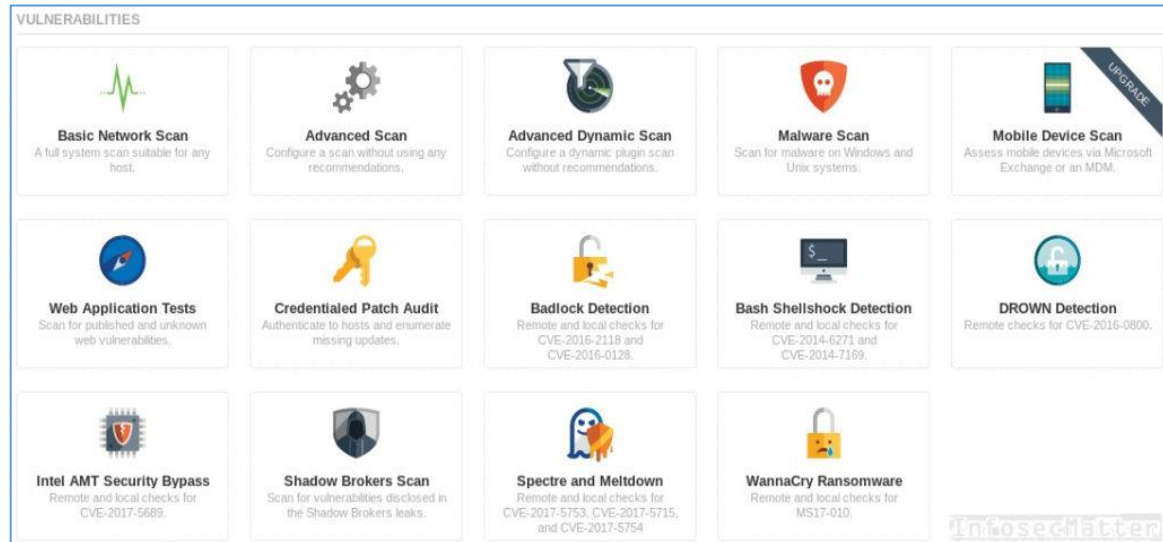 VULNERABILITIES
Basic Network Scan
A full system scan suitable for any
host.
Advanced Scan
Configure a scan without using any
recommendations.
Advanced Dynamic Scan
Configure a dynamic plugin scan
without recommendations.
Malware Scan
Scan for malware on Windows and
Unix systems.
UPGRADE
Mobile Device Scan
Assess mobile devices via Microsoft
Exchange or an MDM.
Web Application Tests
Scan for published and unknown
web vulnerabilities.
Credentialed Patch Audit
Authenticate to hosts and enumerate
missing updates.
Badlock Detection
Remote and local checks for
CVE-2016-2118 and
CVE-2016-0128.
$_
Bash Shellshock Detection
Remote and local checks for
CVE-2014-6271 and
CVE-2014-7169.
DROWN Detection
Remote checks for CVE-2016-0800.
Intel AMT Security Bypass
Remote and local checks for
CVE-2017-5689.
Shadow Brokers Scan
Scan for vulnerabilities disclosed in
the Shadow Brokers leaks.
Spectre and Meltdown
Remote and local checks for
CVE-2017-5753, CVE-2017-5715,
and CVE-2017-5754
WannaCry Ransomware
Remote and local checks for
MS17-010.
InfosecMatter